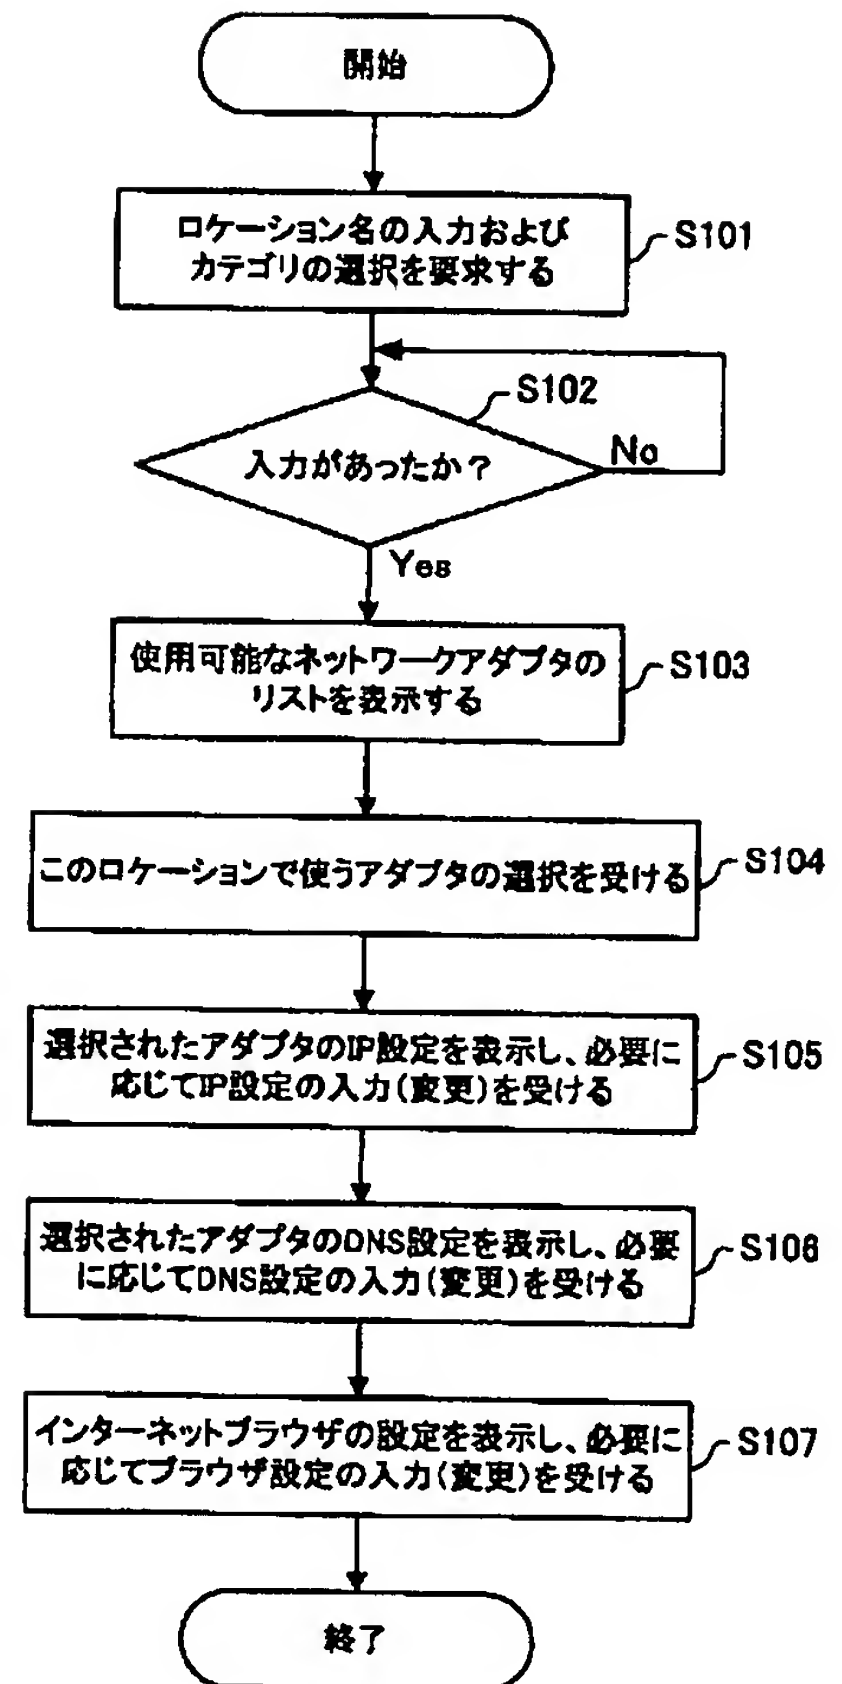 開始
ロケーション名の入力および
カテゴリの選択を要求する
S101
S102
入力があったか？
No
Yes
使用可能なネットワークアダプタの
リストを表示する
S103
このロケーションで使うアダプタの選択を受ける
S104
選択されたアダプタのIP設定を表示し、必要に
応じてIP設定の入力(変更)を受ける
S105
選択されたアダプタのDNS設定を表示し、必要
に応じてDNS設定の入力(変更)を受ける
S106
インターネットブラウザの設定を表示し、必要に
応じてブラウザ設定の入力(変更)を受ける
S107
終了